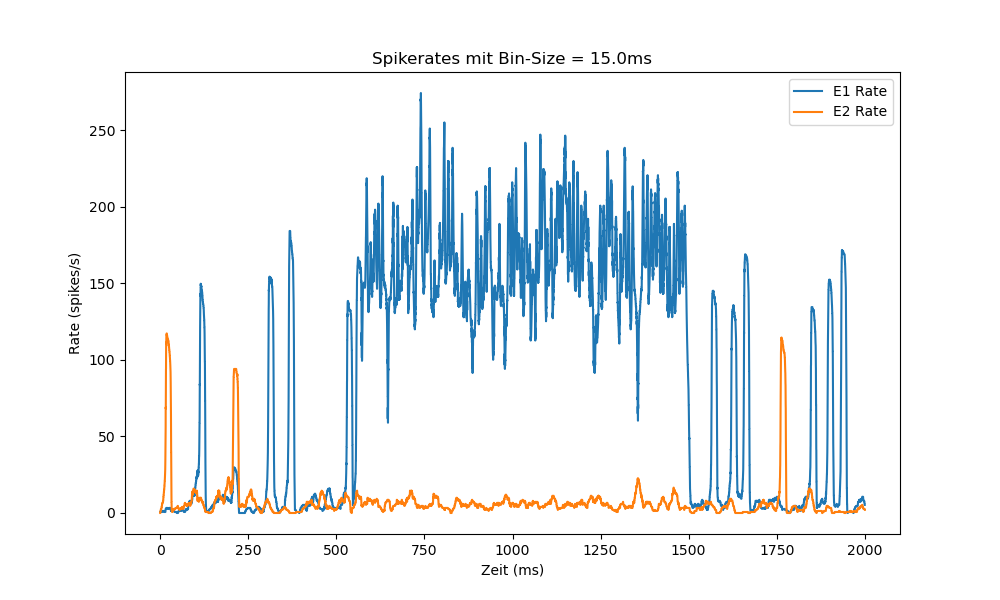 Spikerates mit Bin-Size = 15.0ms
E1 Rate
E2 Rate
250
200
150
100
50
0
Rate (spikes/s)
0 250 500 750 1000 1250 1500 1750 2000
Zeit (ms)